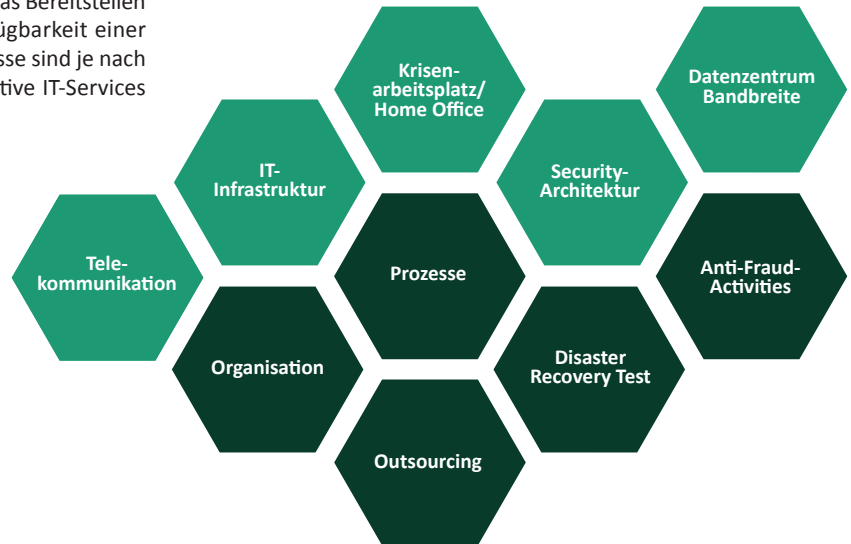 as Bereitstellen
ügbarkeit einer
sse sind je nach
tive IT-Services
Krisen-
arbeitsplatz/
Home Office
Datenzentrum
Bandbreite
IT-
Infrastruktur
Security-
Architektur
Tele-
kommunikation
Prozesse
Anti-Fraud-
Activities
Organisation
Disaster
Recovery Test
Outsourcing